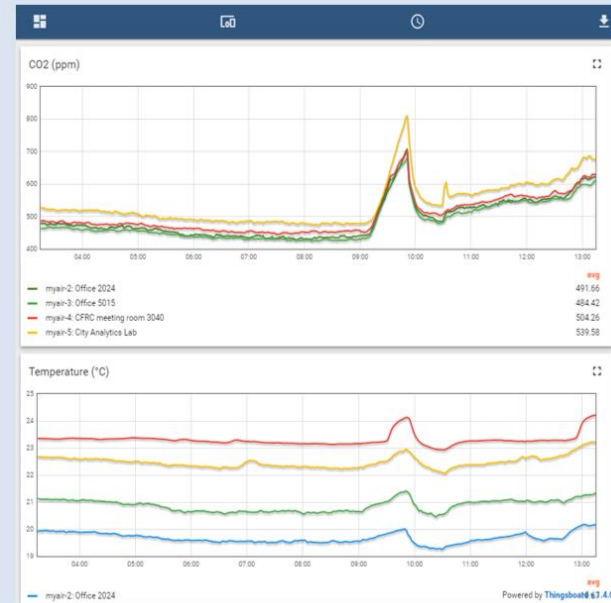 CO2 (ppm)
900
800
700
600
500
400
04:00 05:00 06:00 07:00 08:00 09:00 10:00 11:00 12:00 13:00
avg
myair-2: Office 2024 491.66
myair-3: Office 5015 484.42
myair-4: CFRC meeting room 3040 504.26
myair-5: City Analytics Lab 539.58
Temperature (°C)
25
24
23
22
21
20
19
04:00 05:00 06:00 07:00 08:00 09:00 10:00 11:00 12:00 13:00
avg
myair-2: Office 2024
Powered by Thingsboard